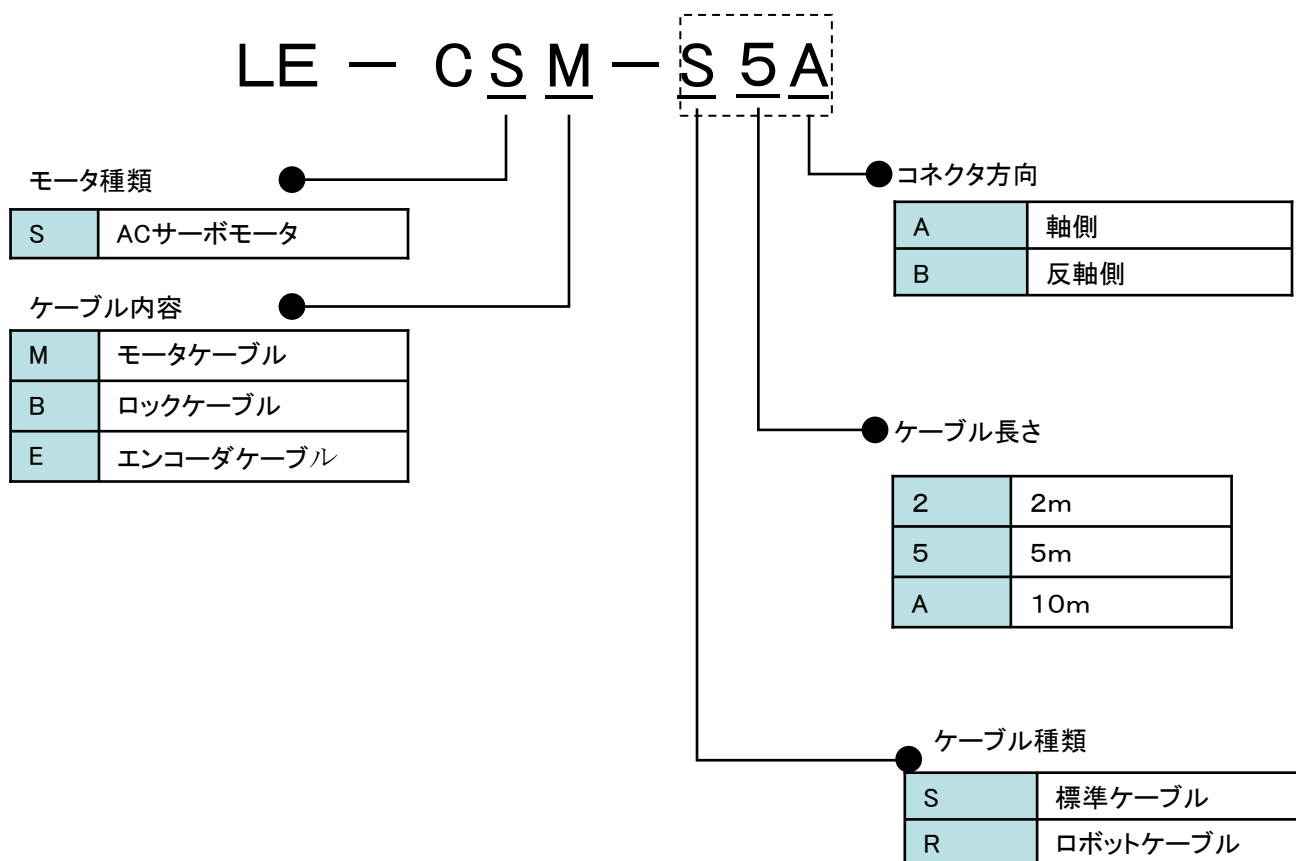 LE － CSM－S5A
モータ種類
S ACサーボモータ
ケーブル内容
M モータケーブル
B ロックケーブル
E エンコーダケーブル
コネクタ方向
A 軸側
B 反軸側
ケーブル長さ
2 2m
5 5m
A 10m
ケーブル種類
S 標準ケーブル
R ロボットケーブル